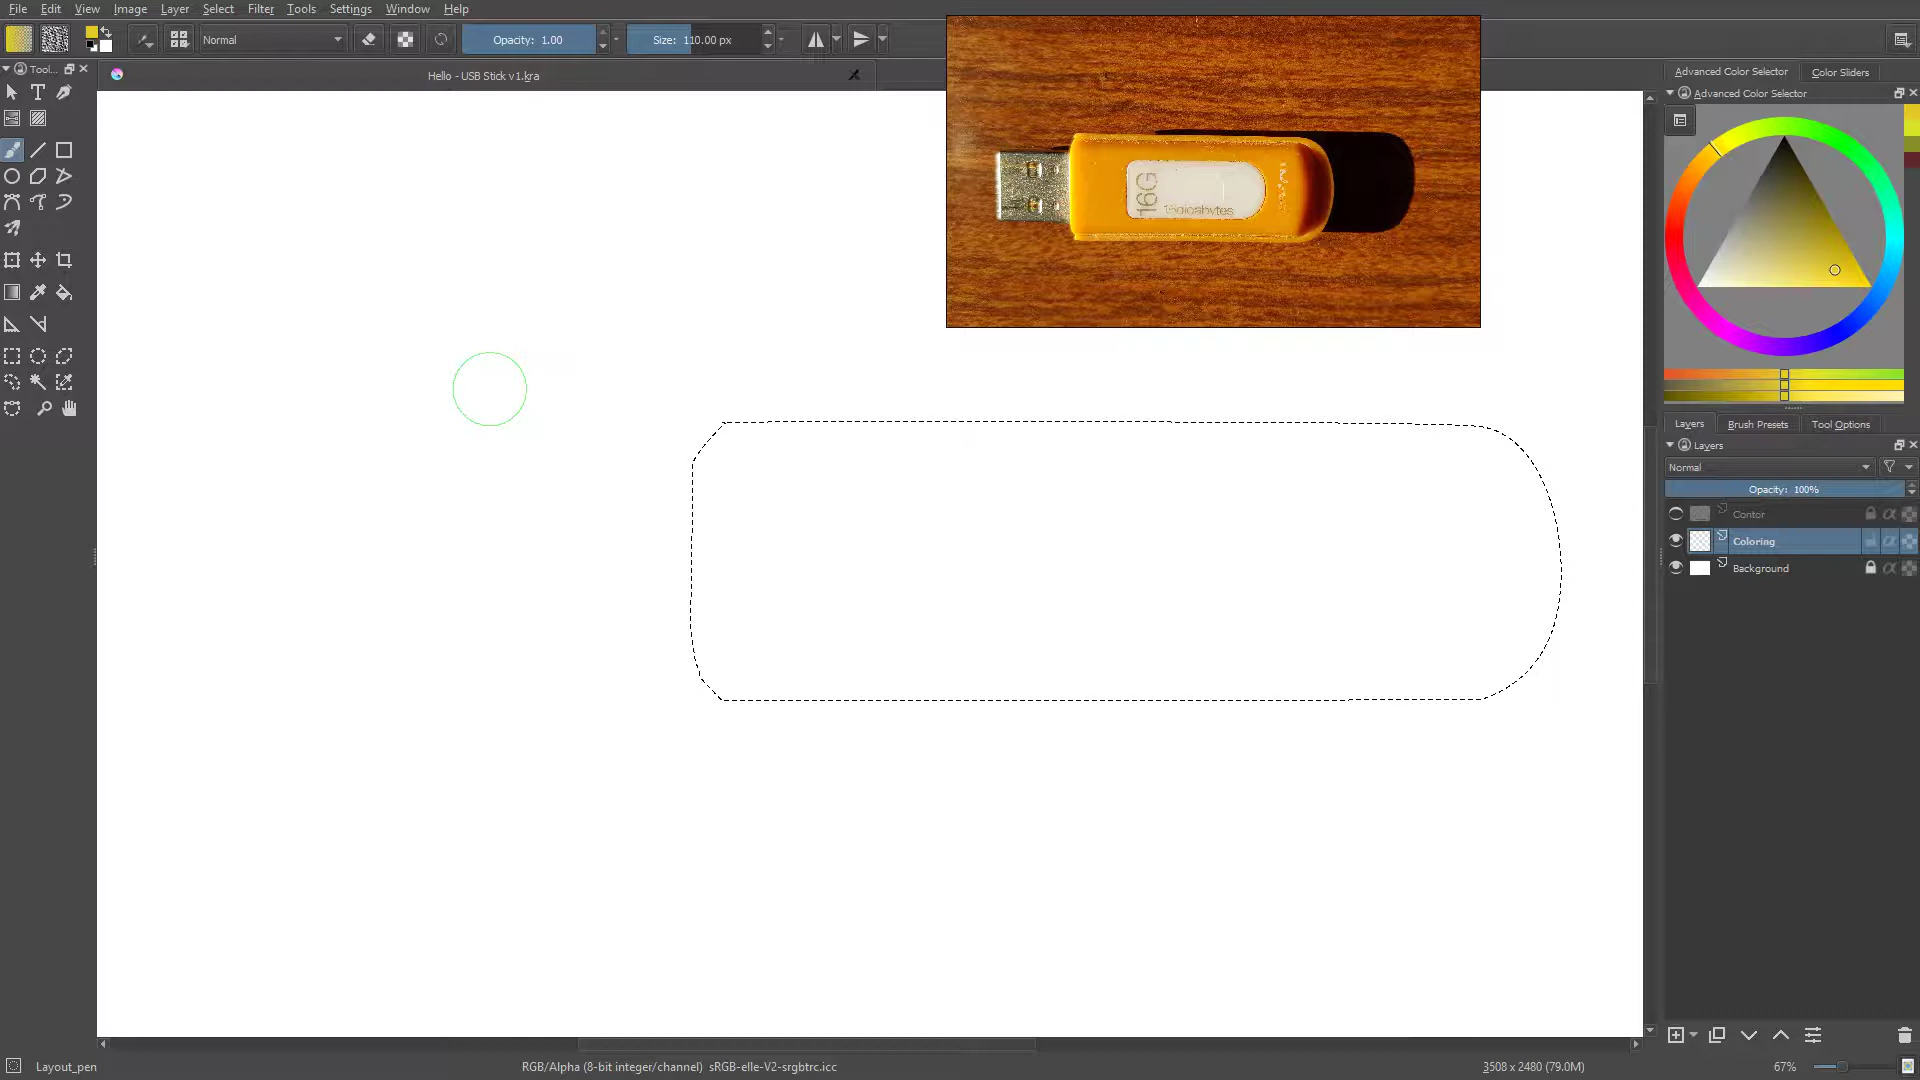 File Edit View Image Layer Select Filter Tools Settings Window Help
Normal
Opacity: 1.00
Size: 110.00 px
Tool...
Hello - USB Stick v1.kra
16G
16gigabytes
Advanced Color Selector
Color Sliders
Advanced Color Selector
Layers
Brush Presets
Tool Options
Layers
Normal
Opacity: 100%
Contor
Coloring
Background
Layout_pen
RGB/Alpha (8-bit integer/channel) sRGB-elle-V2-srgbtrc.icc
3508 x 2480 (79.0M)
67%